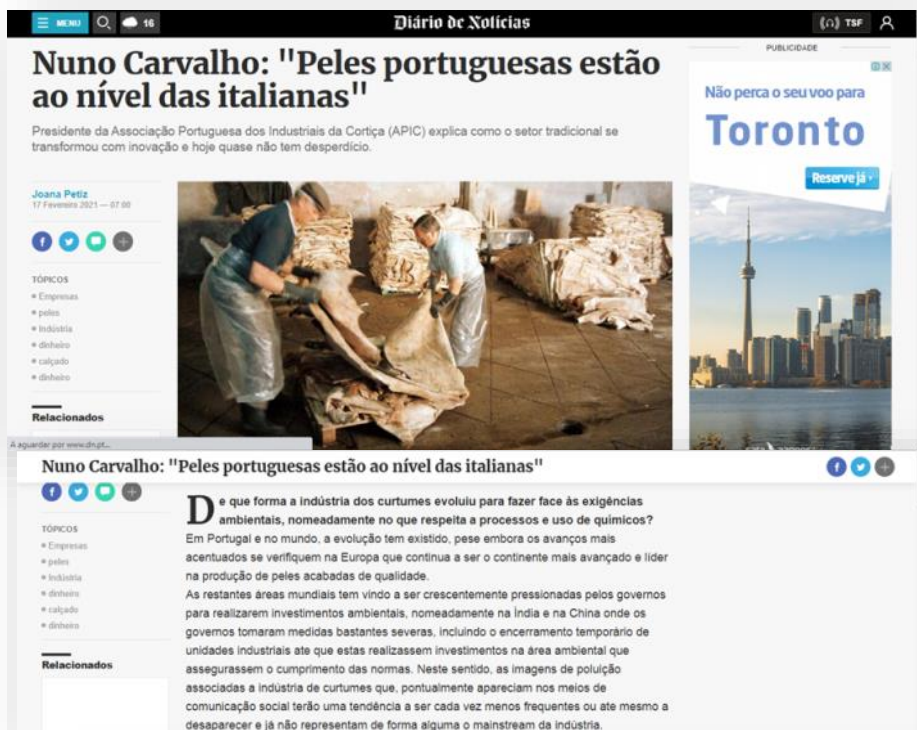 MENU
16
Diário de Notícias
TSF
Nuno Carvalho: "Peles portuguesas estão
ao nível das italianas"
Presidente da Associação Portuguesa dos Industriais da Cortiça (APIC) explica como o setor tradicional se
transformou com inovação e hoje quase não tem desperdício.
Joana Petiz
17 Fevereiro 2021 — 07:00
TÓPICOS
Empresas
peles
Indústria
dinheiro
calçado
dinheiro
Relacionados
A aguardar por www.dn.pt...
PUBLICIDADE
Não perca o seu voo para
Toronto
Reserve já
Nuno Carvalho: "Peles portuguesas estão ao nível das italianas"
TÓPICOS
Empresas
peles
Indústria
dinheiro
calçado
dinheiro
Relacionados
De que forma a indústria dos curtumes evoluiu para fazer face às exigências
ambientais, nomeadamente no que respeita a processos e uso de químicos?
Em Portugal e no mundo, a evolução tem existido, pese embora os avanços mais
acentuados se verifiquem na Europa que continua a ser o continente mais avançado e líder
na produção de peles acabadas de qualidade.
As restantes áreas mundiais tem vindo a ser crescentemente pressionadas pelos governos
para realizarem investimentos ambientais, nomeadamente na Índia e na China onde os
governos tomaram medidas bastantes severas, incluindo o encerramento temporário de
unidades industriais ate que estas realizassem investimentos na área ambiental que
assegurassem o cumprimento das normas. Neste sentido, as imagens de poluição
associadas a indústria de curtumes que, pontualmente apareciam nos meios de
comunicação social terão uma tendência a ser cada vez menos frequentes ou ate mesmo a
desaparecer e já não representam de forma alguma o mainstream da indústria.